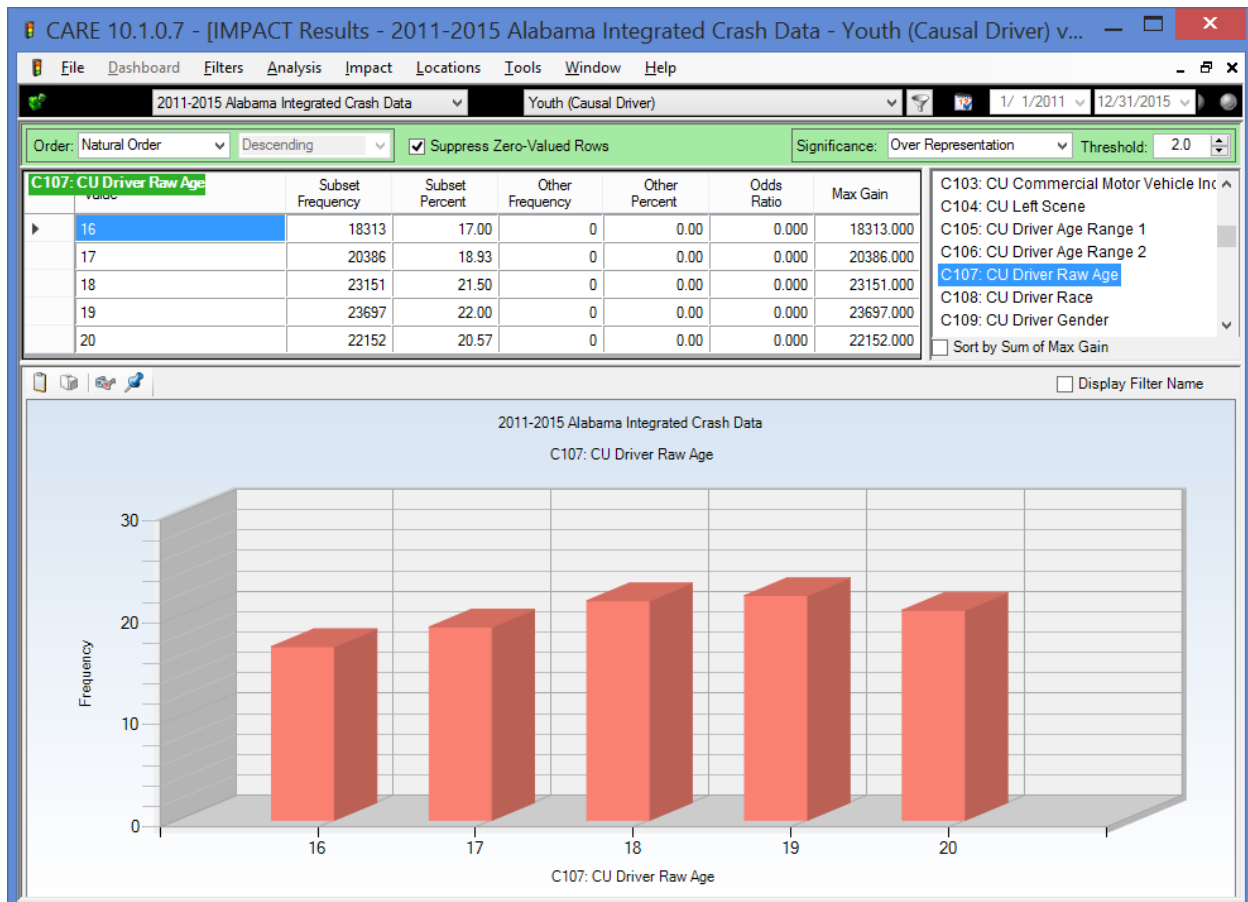 CARE 10.1.0.7 - [IMPACT Results - 2011-2015 Alabama Integrated Crash Data - Youth (Causal Driver) v...
File Dashboard Filters Analysis Impact Locations Tools Window Help
2011-2015 Alabama Integrated Crash Data Youth (Causal Driver) 1/ 1/2011 12/31/2015
Order: Natural Order Descending Suppress Zero-Valued Rows Significance: Over Representation Threshold: 2.0
C107: CU Driver Raw Age
Subset Frequency Subset Percent Other Frequency Other Percent Odds Ratio Max Gain
16 18313 17.00 0 0.00 0.000 18313.000
17 20386 18.93 0 0.00 0.000 20386.000
18 23151 21.50 0 0.00 0.000 23151.000
19 23697 22.00 0 0.00 0.000 23697.000
20 22152 20.57 0 0.00 0.000 22152.000
C103: CU Commercial Motor Vehicle Inc
C104: CU Left Scene
C105: CU Driver Age Range 1
C106: CU Driver Age Range 2
C107: CU Driver Raw Age
C108: CU Driver Race
C109: CU Driver Gender
Sort by Sum of Max Gain
Display Filter Name
2011-2015 Alabama Integrated Crash Data
C107: CU Driver Raw Age
30
20
10
0
Frequency
16 17 18 19 20
C107: CU Driver Raw Age